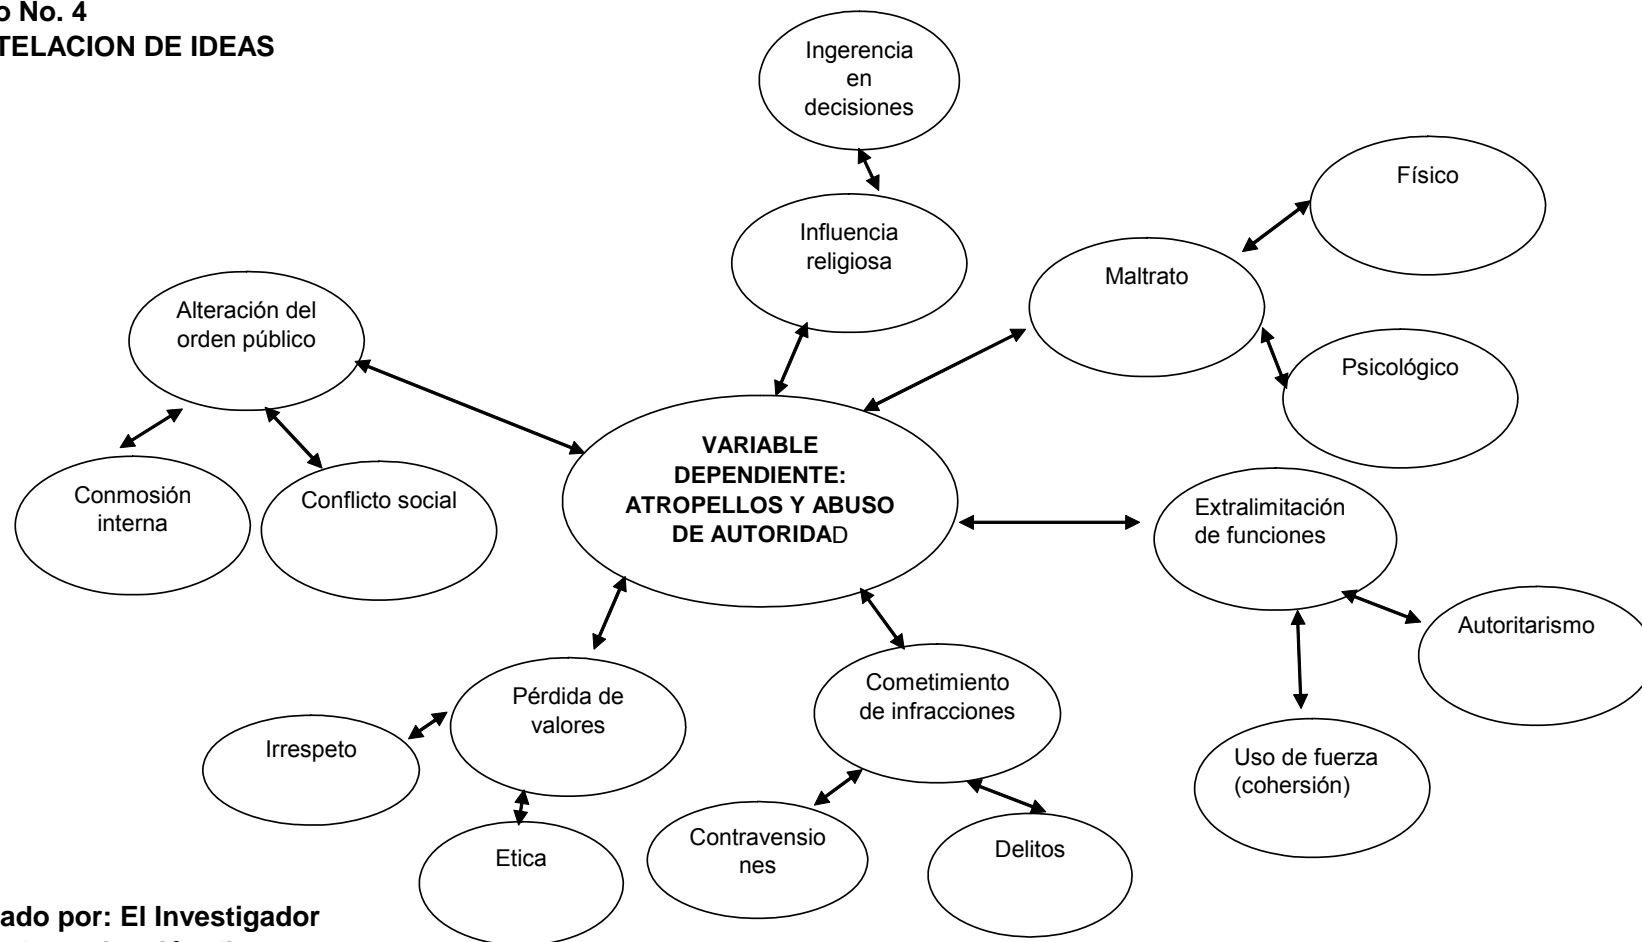 o No. 4
TELACION DE IDEAS
Ingerencia
en
decisiones
Físico
Influencia
religiosa
Maltrato
Alteración del
orden público
Psicológico
VARIABLE
DEPENDIENTE:
ATROPELLOS Y ABUSO
DE AUTORIDAD
Conmosión
interna
Conflicto social
Extralimitación
de funciones
Autoritarismo
Pérdida de
valores
Cometimiento
de infracciones
Irrespeto
Uso de fuerza
(cohersión)
Etica
Contravensio
nes
Delitos
ado por: El Investigador